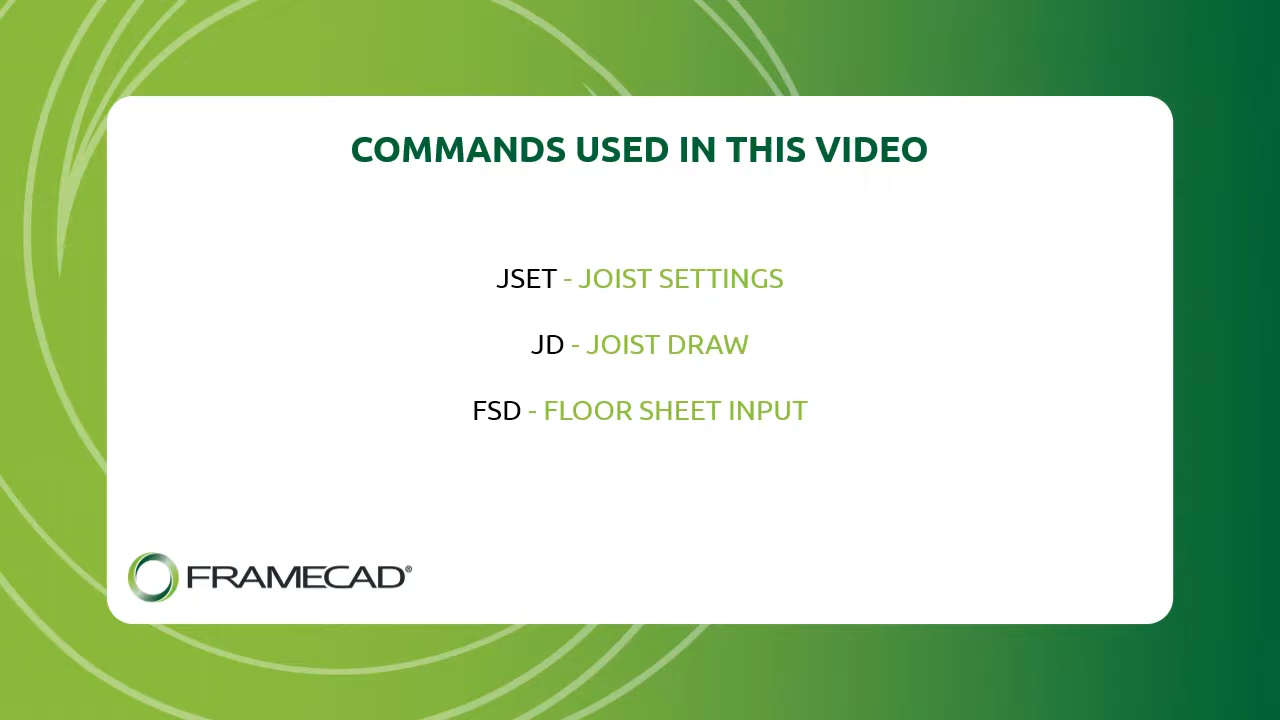 COMMANDS USED IN THIS VIDEO
JSET - JOIST SETTINGS
JD - JOIST DRAW
FSD - FLOOR SHEET INPUT
FRAMECAD®